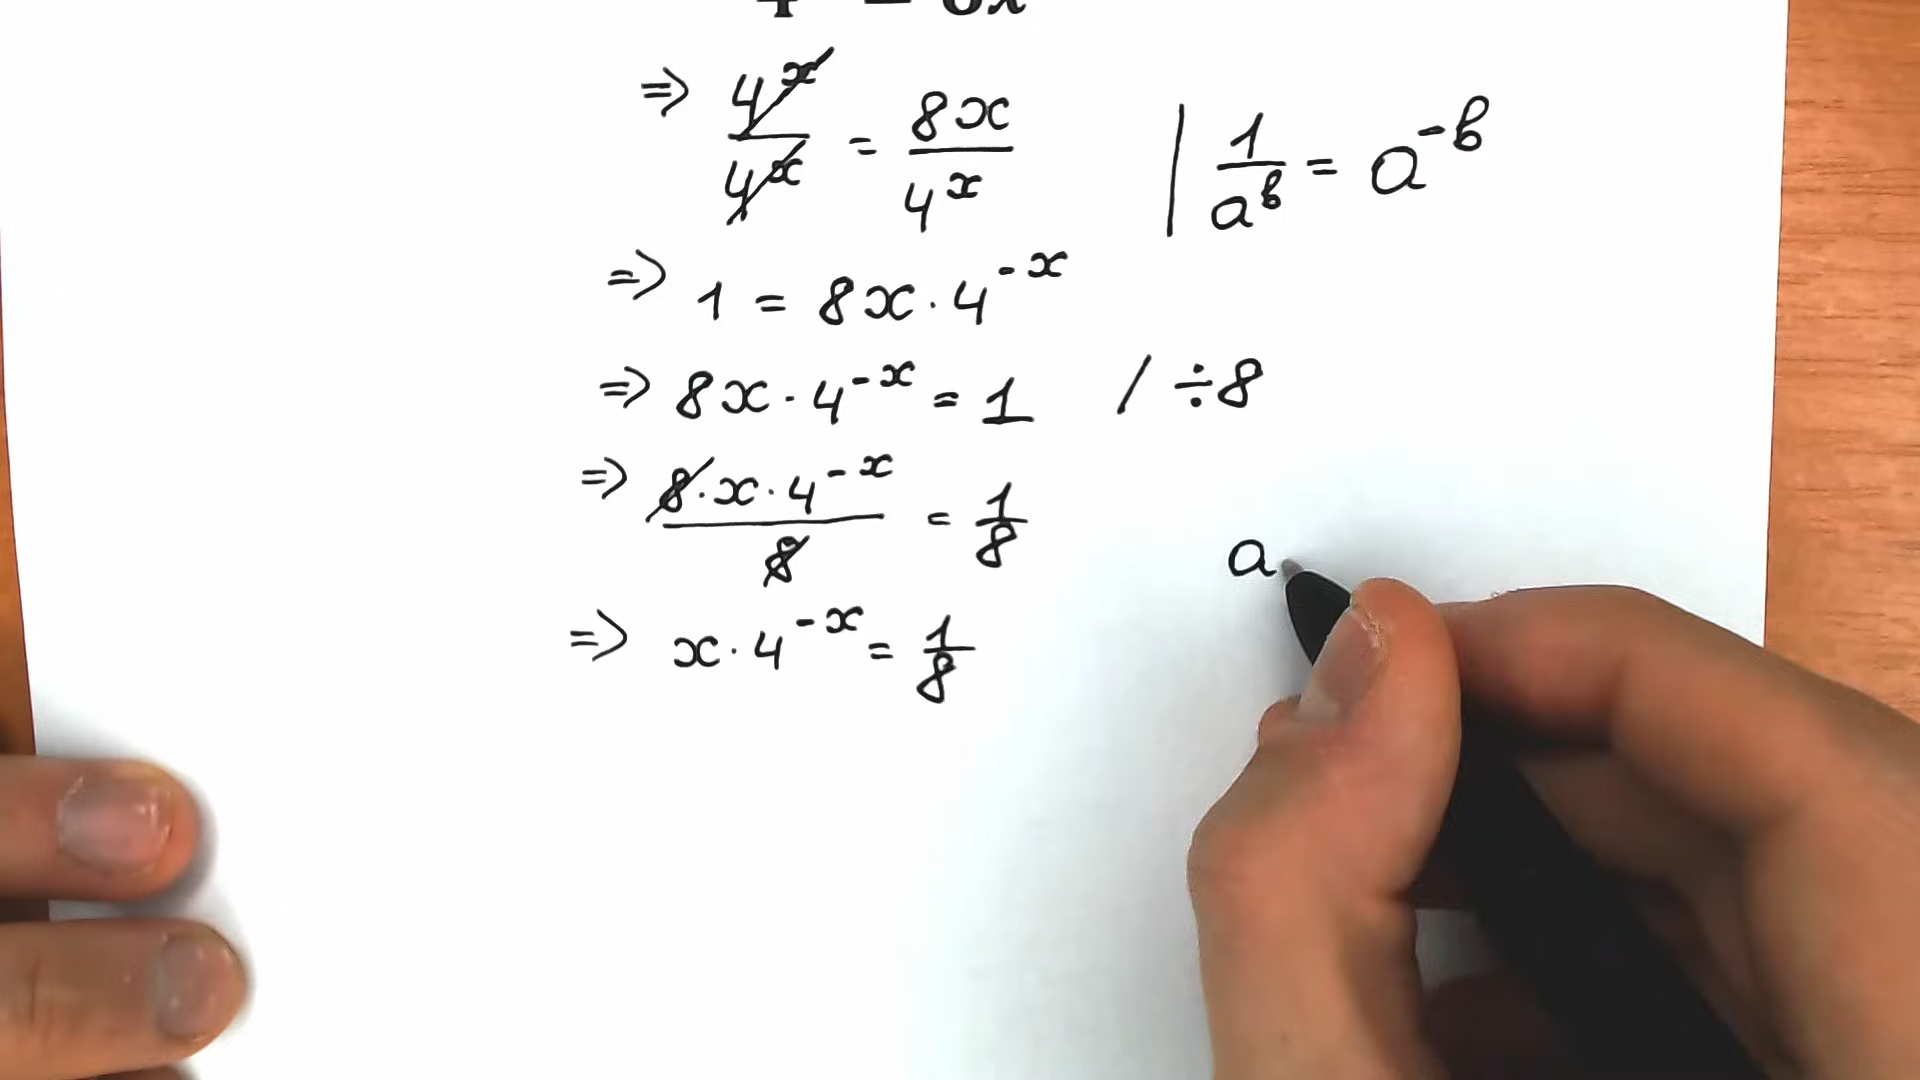 ⇒ 4^x / 4^x = 8x / 4^x | 1 / a^b = a^-b
⇒ 1 = 8x · 4^-x
⇒ 8x · 4^-x = 1 / ÷8
⇒ 8 · x · 4^-x / 8 = 1/8
a
⇒ x · 4^-x = 1/8